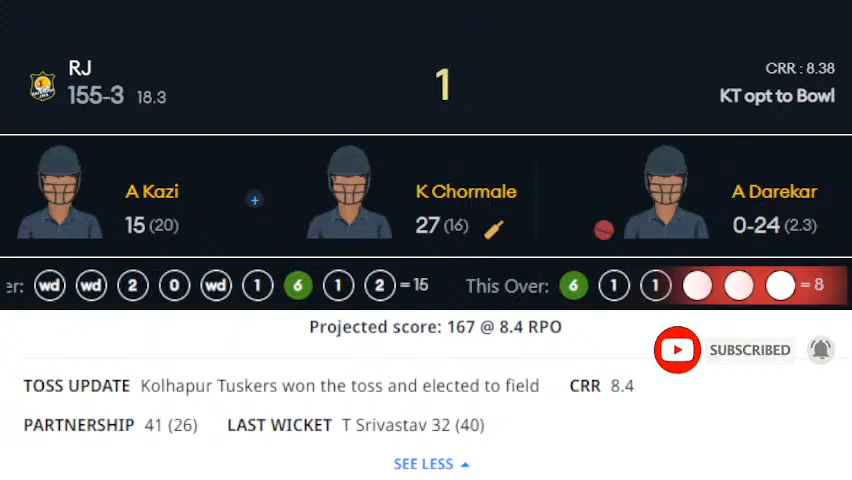 RJ
155-3 18.3
1
CRR : 8.38
KT opt to Bowl
A Kazi
15 (20)
+
K Chormale
27 (16)
A Darekar
0-24 (2.3)
er: wd wd 2 0 wd 1 6 1 2 = 15 This Over: 6 1 1 = 8
Projected score: 167 @ 8.4 RPO
SUBSCRIBED
TOSS UPDATE Kolhapur Tuskers won the toss and elected to field CRR 8.4
PARTNERSHIP 41 (26) LAST WICKET T Srivastav 32 (40)
SEE LESS